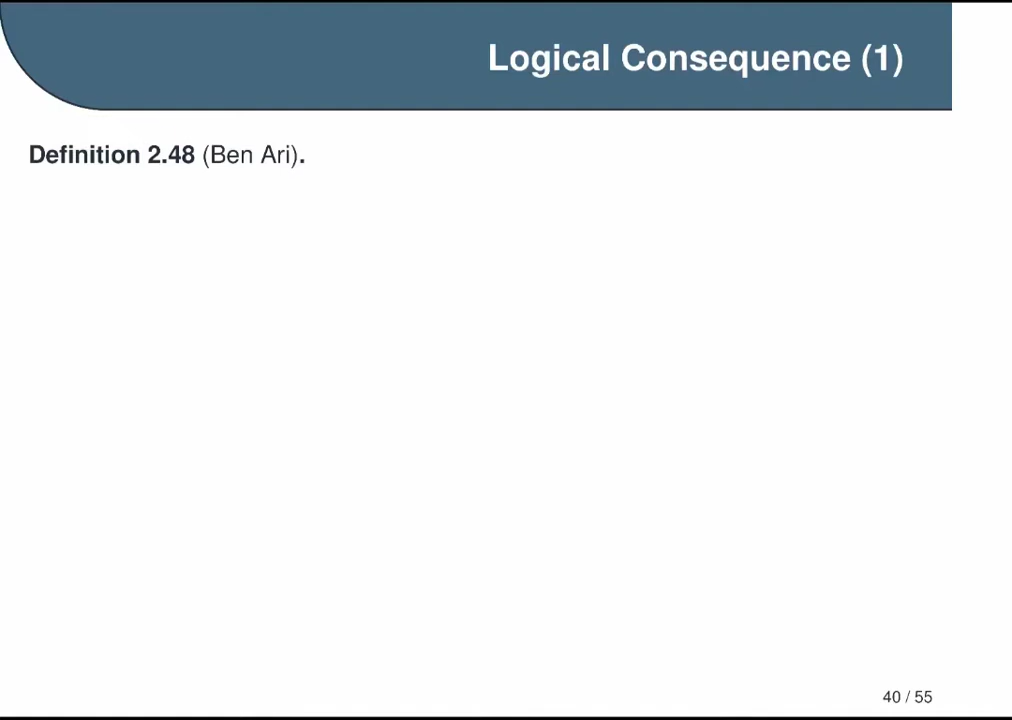 Logical Consequence (1)
Definition 2.48 (Ben Ari).
40 / 55